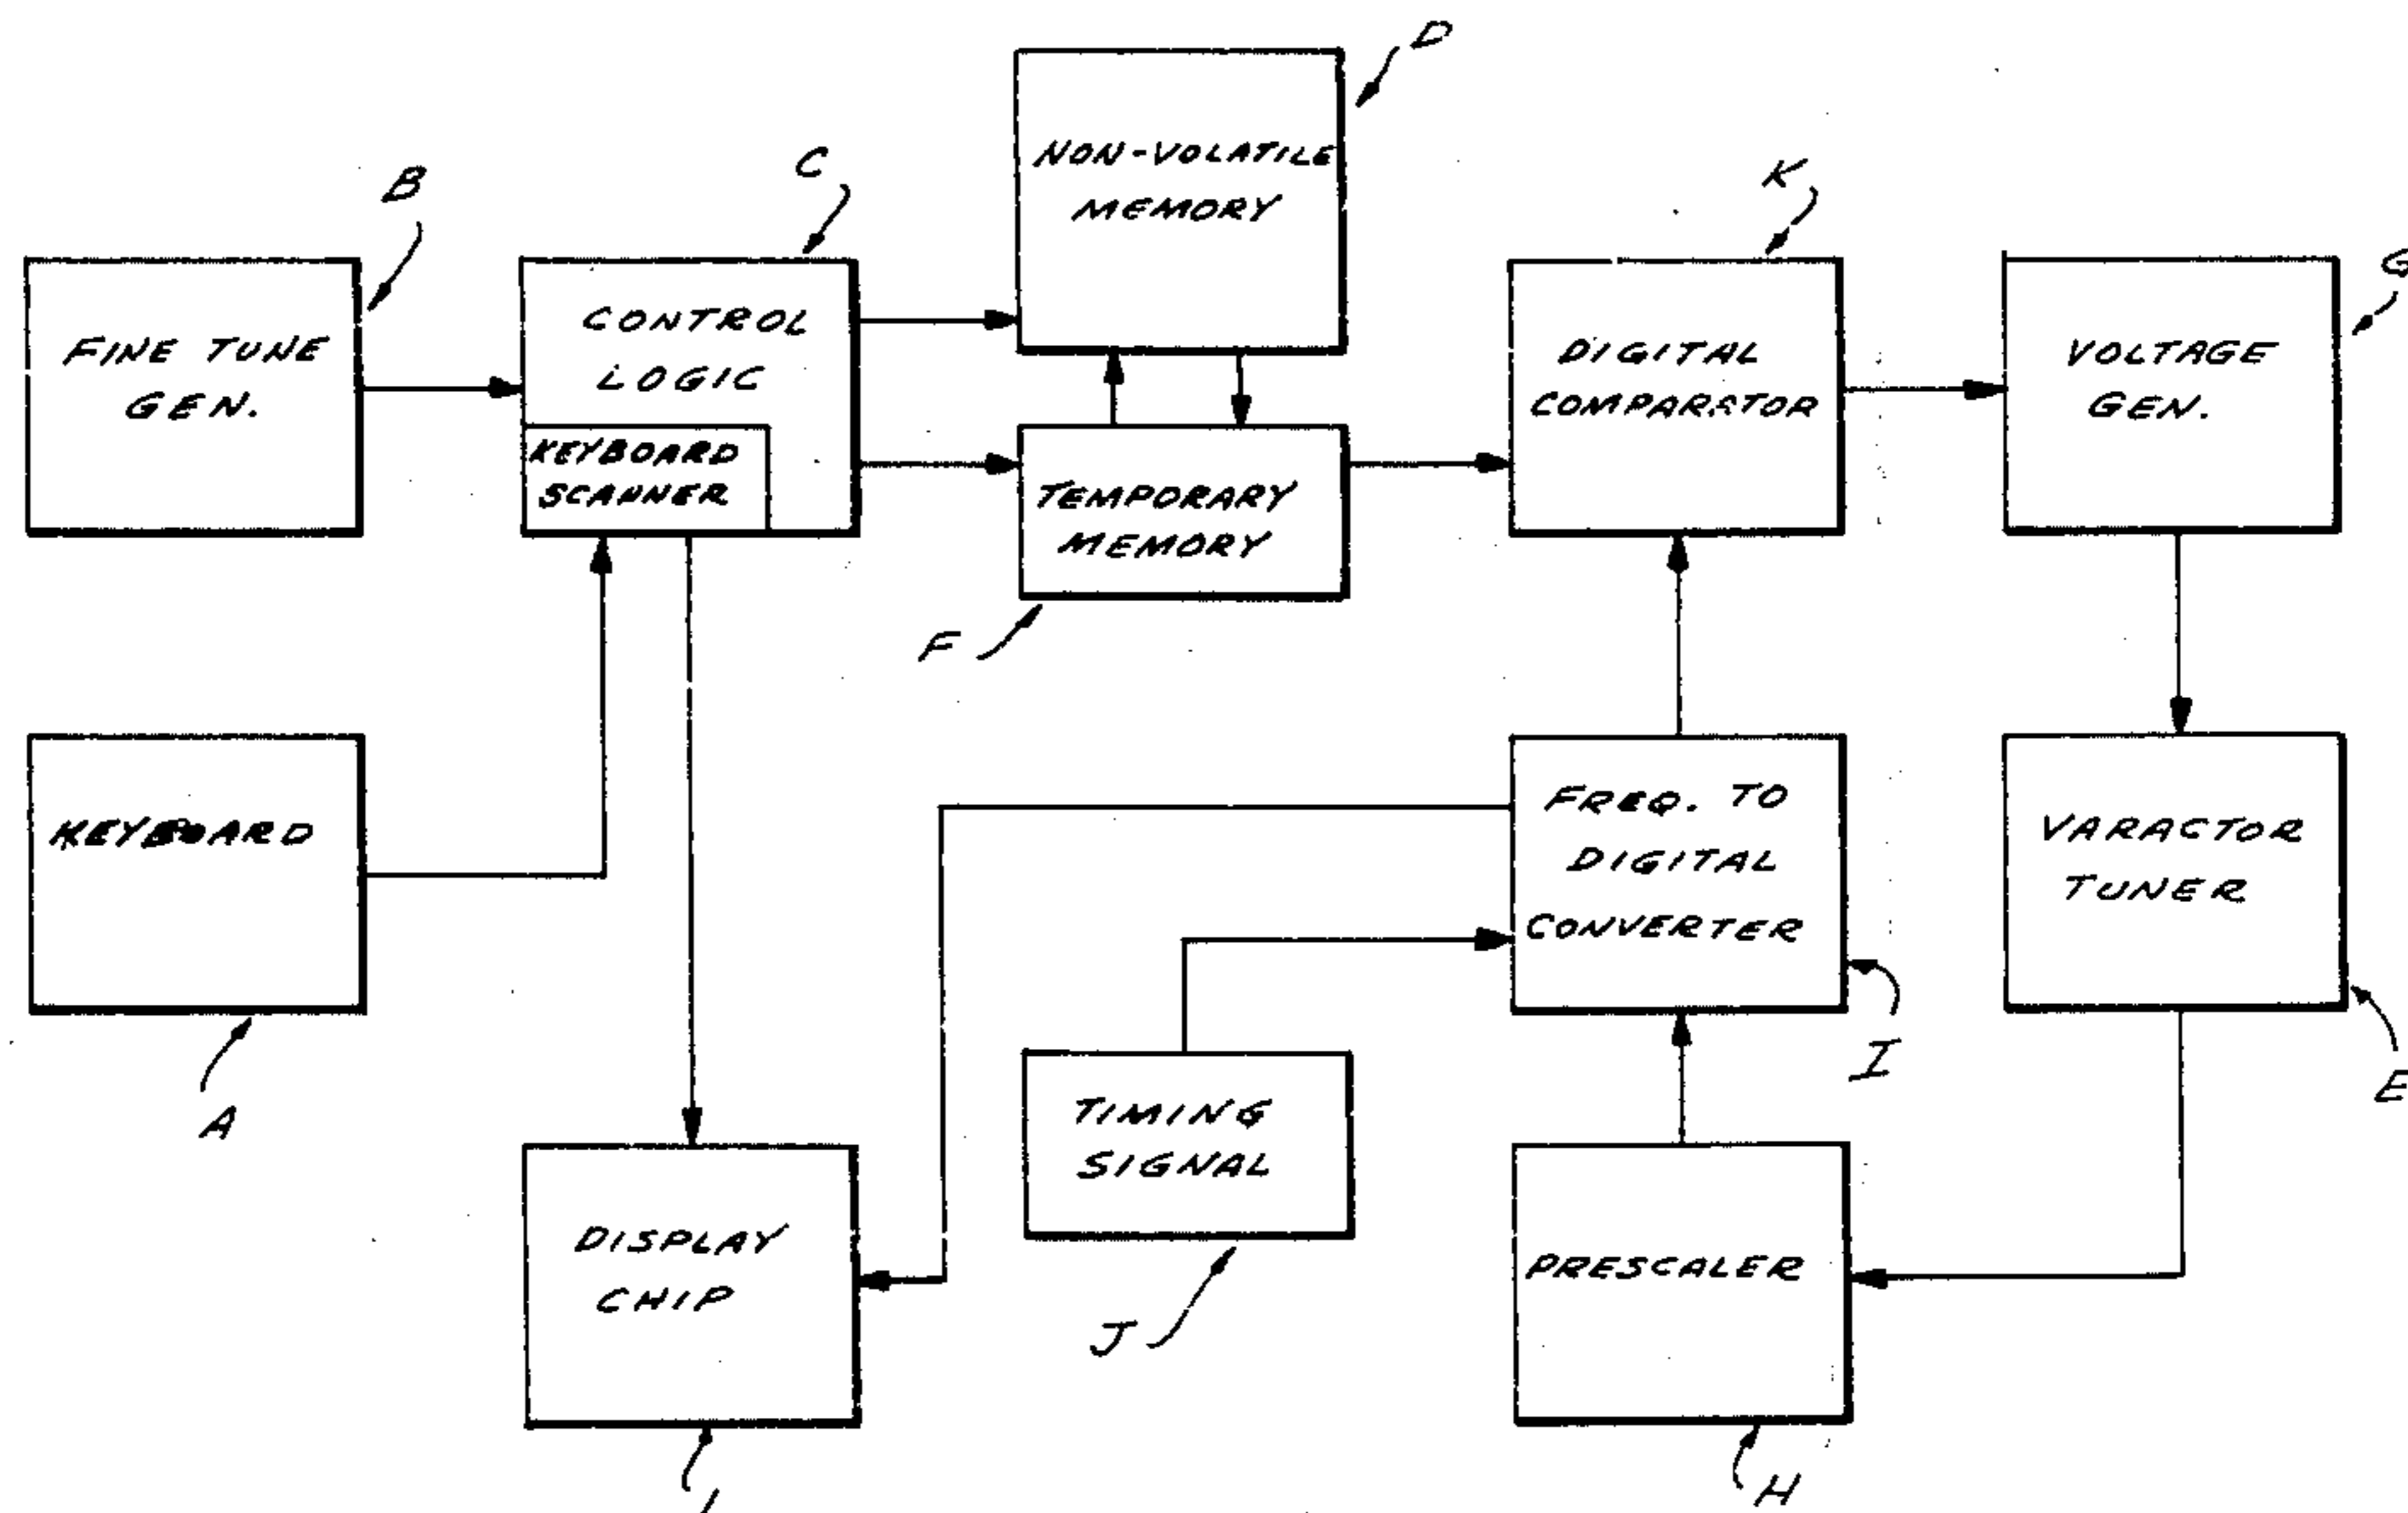 D
NON-VOLATILE
MEMORY
B
C
K
G
FINE TUNE
GEN.
CONTROL
LOGIC
KEYBOARD
SCANNER
TEMPORARY
MEMORY
DIGITAL
COMPARATOR
VOLTAGE
GEN.
F
KEYBOARD
FREQ. TO
DIGITAL
CONVERTER
VARACTOR
TUNER
A
I
E
TIMING
SIGNAL
DISPLAY
CHIP
PRESCALER
J
H